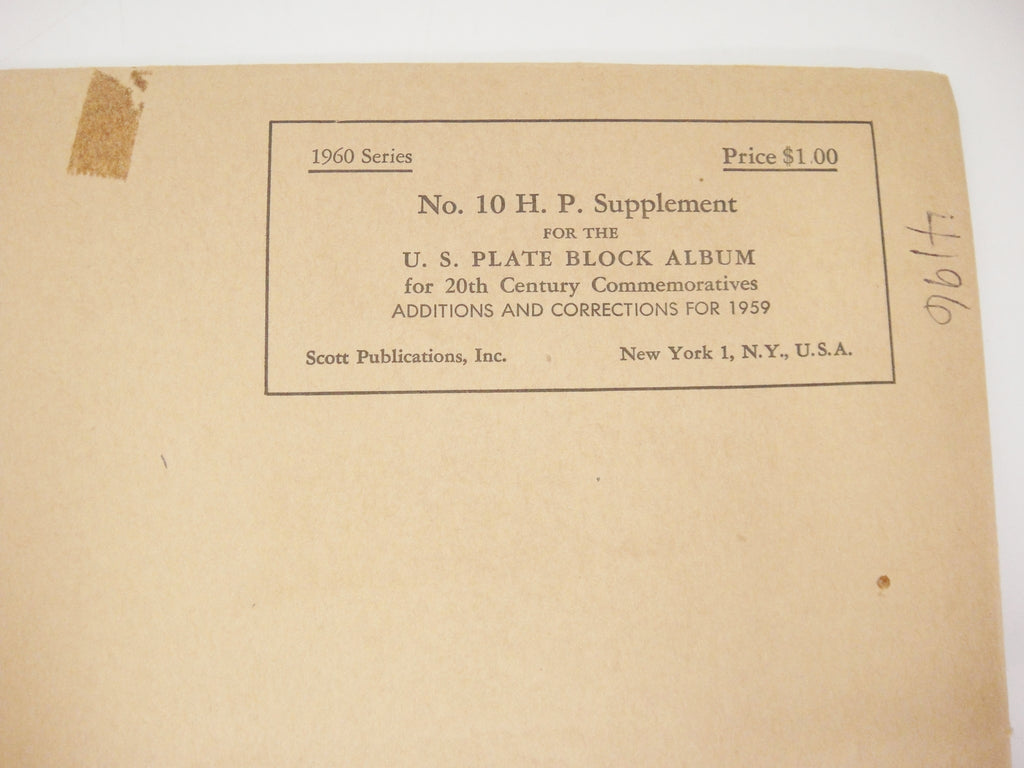 1960 Series Price $1.00
No. 10 H. P. Supplement
FOR THE
U. S. PLATE BLOCK ALBUM
for 20th Century Commemoratives
ADDITIONS AND CORRECTIONS FOR 1959
Scott Publications, Inc. New York 1, N.Y., U.S.A.